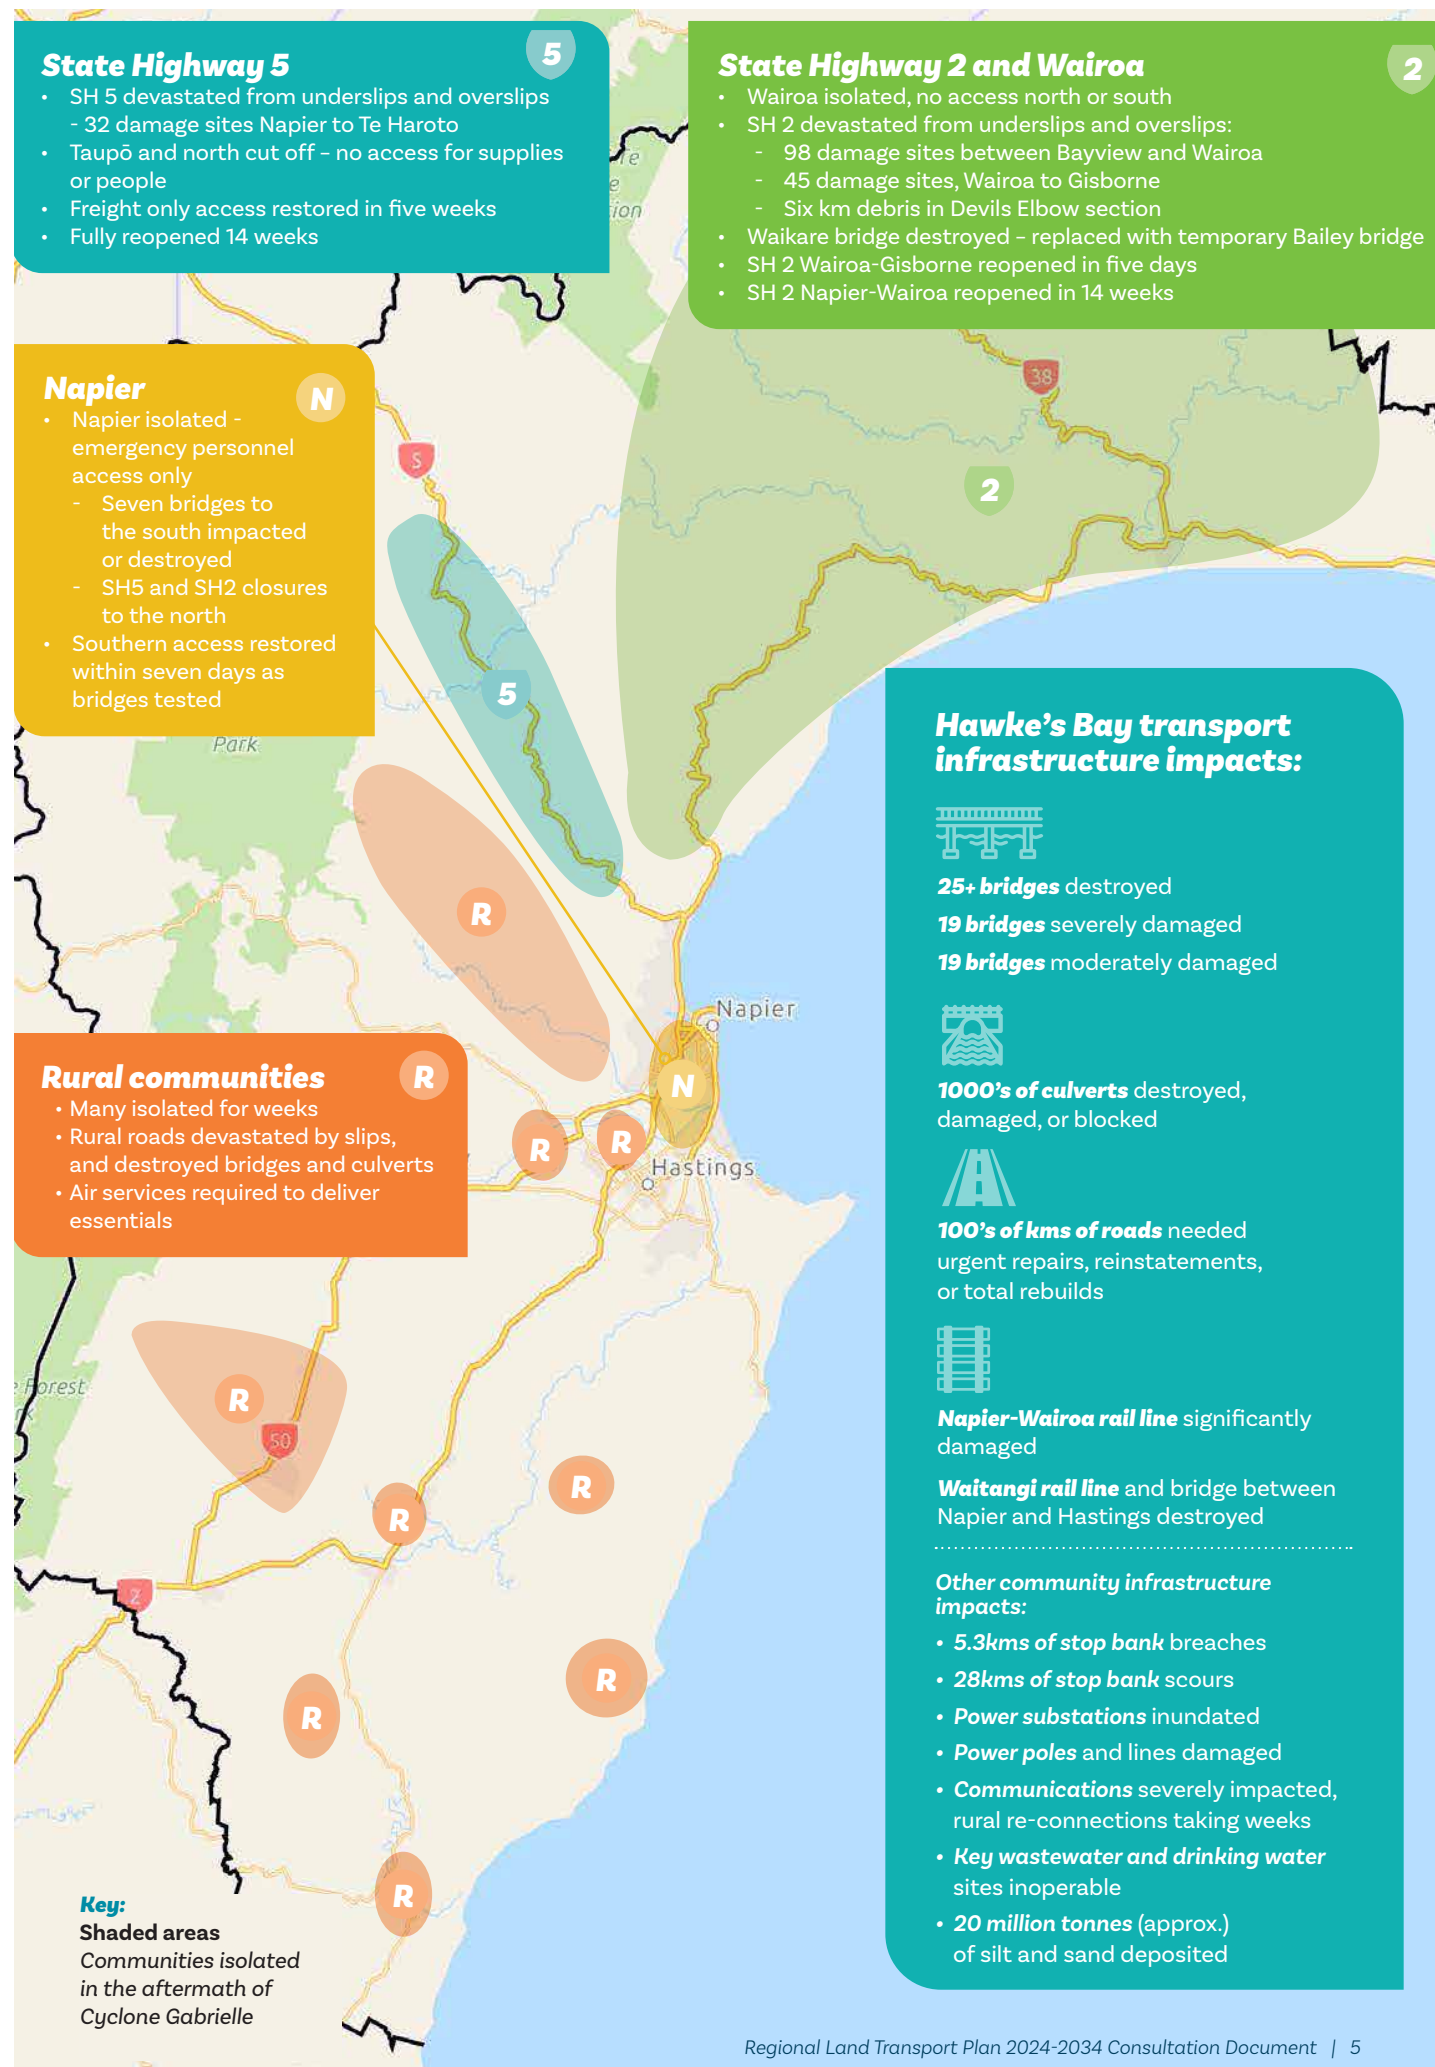 State Highway 5
5
• SH 5 devastated from underslips and overslips
- 32 damage sites Napier to Te Haroto
• Taupō and north cut off – no access for supplies
or people
• Freight only access restored in five weeks
• Fully reopened 14 weeks
State Highway 2 and Wairoa
2
• Wairoa isolated, no access north or south
• SH 2 devastated from underslips and overslips:
- 98 damage sites between Bayview and Wairoa
- 45 damage sites, Wairoa to Gisborne
- Six km debris in Devils Elbow section
• Waikare bridge destroyed – replaced with temporary Bailey bridge
• SH 2 Wairoa-Gisborne reopened in five days
• SH 2 Napier-Wairoa reopened in 14 weeks
Napier
N
• Napier isolated -
emergency personnel
access only
- Seven bridges to
the south impacted
or destroyed
- SH5 and SH2 closures
to the north
• Southern access restored
within seven days as
bridges tested
Te
38
5
2
5
Park
R
Napier
N
R
R
Hastings
Rural communities
R
• Many isolated for weeks
• Rural roads devastated by slips,
and destroyed bridges and culverts
• Air services required to deliver
essentials
Forest
R
50
R
R
2
R
R
R
Hawke's Bay transport
infrastructure impacts:
25+ bridges destroyed
19 bridges severely damaged
19 bridges moderately damaged
1000's of culverts destroyed,
damaged, or blocked
100's of kms of roads needed
urgent repairs, reinstatements,
or total rebuilds
Napier-Wairoa rail line significantly
damaged
Waitangi rail line and bridge between
Napier and Hastings destroyed
Other community infrastructure
impacts:
• 5.3kms of stop bank breaches
• 28kms of stop bank scours
• Power substations inundated
• Power poles and lines damaged
• Communications severely impacted,
rural re-connections taking weeks
• Key wastewater and drinking water
sites inoperable
• 20 million tonnes (approx.)
of silt and sand deposited
Key:
Shaded areas
Communities isolated
in the aftermath of
Cyclone Gabrielle
Regional Land Transport Plan 2024-2034 Consultation Document | 5